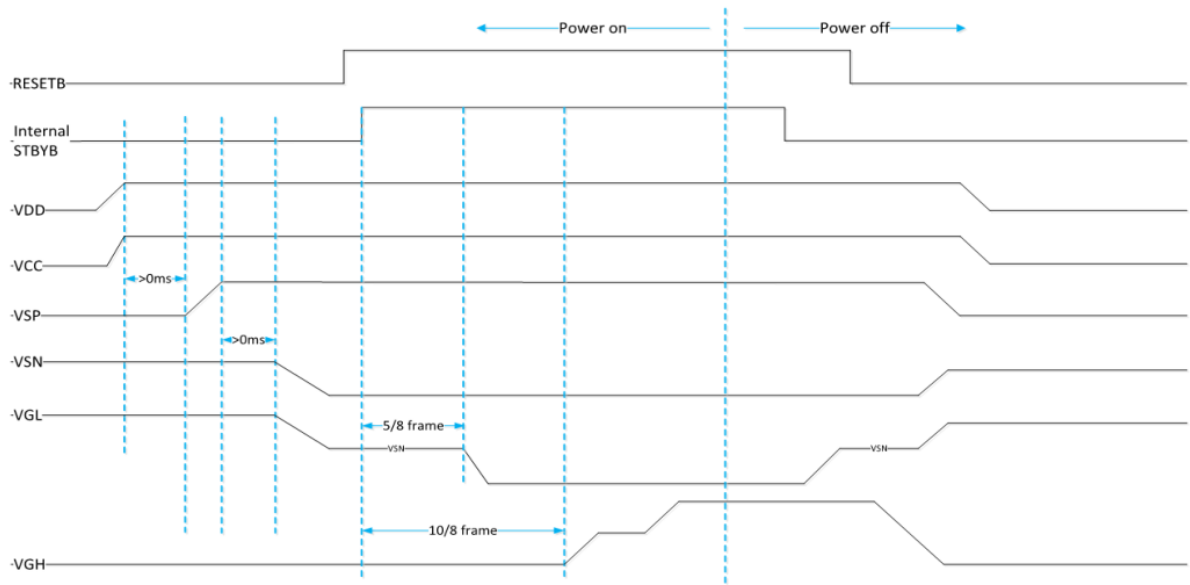 Power on
Power off
-RESETB
Internal
-STBYB
-VDD
-VCC
>0ms
-VSP
>0ms
-VSN
-VGL
5/8 frame
VSN
VSN
10/8 frame
-VGH